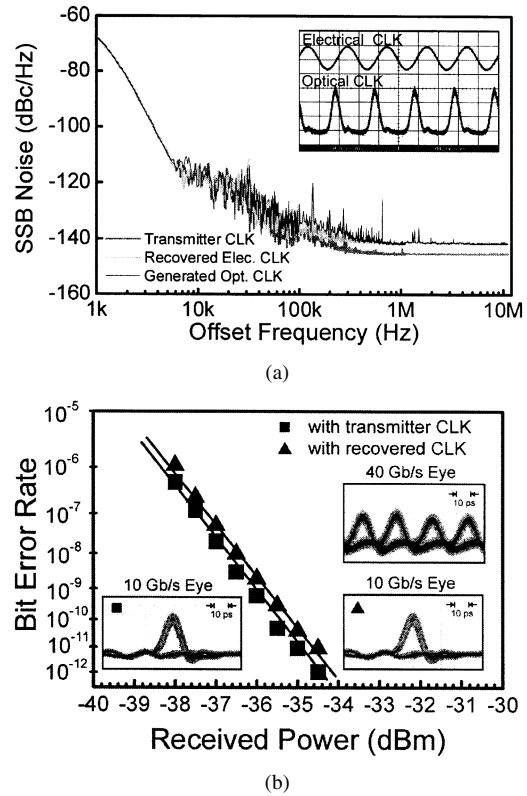 -60
-80
-100
-120
-140
-160
SSB Noise (dBc/Hz)
Electrical CLK
Optical CLK
Transmitter CLK
Recovered Elec. CLK
Generated Opt. CLK
1k
10k
100k
1M
10M
Offset Frequency (Hz)
(a)
10-5
10-6
10-7
10-8
10-9
10-10
10-11
10-12
Bit Error Rate
■ with transmitter CLK
▲ with recovered CLK
40 Gb/s Eye
10 ps
10 Gb/s Eye
■
10 ps
10 Gb/s Eye
▲
10 ps
-40 -39 -38 -37 -36 -35 -34 -33 -32 -31 -30
Received Power (dBm)
(b)